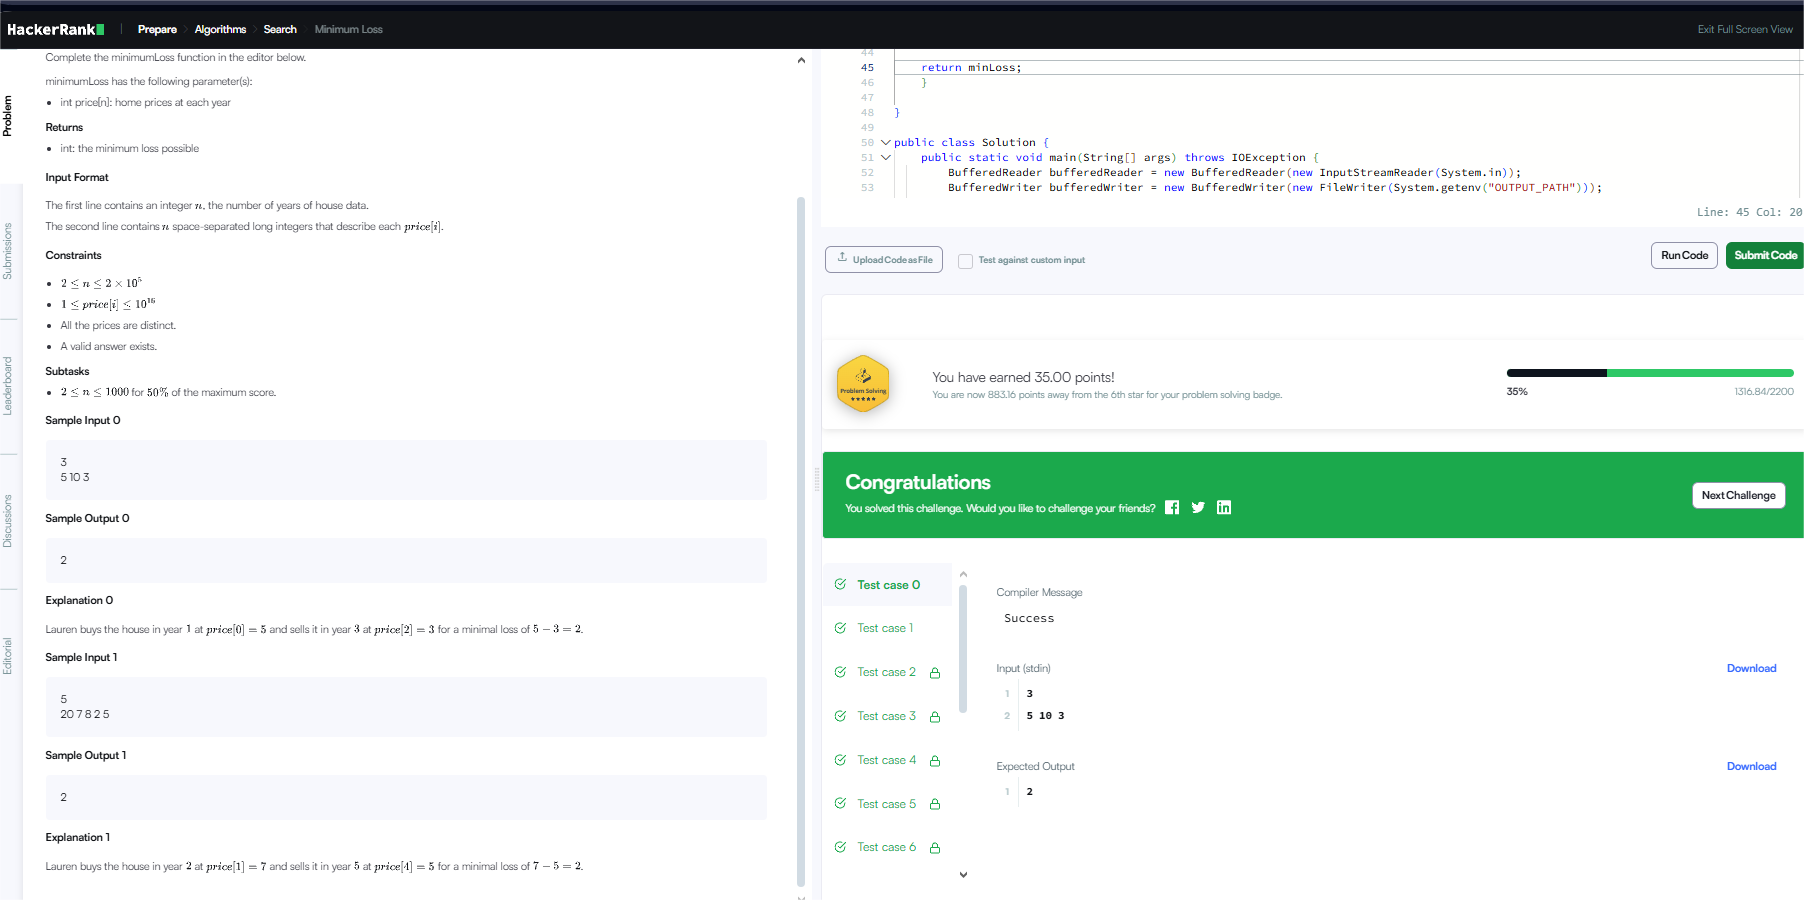 HackerRank
Prepare
Algorithms
Search
Minimum Loss
Exit Full Screen View
Problem
Submissions
Leaderboard
Discussions
Editorial
Complete the minimumLoss function in the editor below.
minimumLoss has the following parameter(s):
int price[n]: home prices at each year
Returns
int: the minimum loss possible
Input Format
The first line contains an integer n, the number of years of house data.
The second line contains n space-separated long integers that describe each price[i].
Constraints
2 ≤ n ≤ 2 × 10⁵
1 ≤ price[i] ≤ 10¹⁶
All the prices are distinct.
A valid answer exists.
Subtasks
2 ≤ n ≤ 1000 for 50% of the maximum score.
Sample Input 0
3
5 10 3
Sample Output 0
2
Explanation 0
Lauren buys the house in year 1 at price[0] = 5 and sells it in year 3 at price[2] = 3 for a minimal loss of 5 − 3 = 2.
Sample Input 1
5
20 7 8 2 5
Sample Output 1
2
Explanation 1
Lauren buys the house in year 2 at price[1] = 7 and sells it in year 5 at price[4] = 5 for a minimal loss of 7 − 5 = 2.
44
45 return minLoss;
46 }
47
48 }
49
50 public class Solution {
51 public static void main(String[] args) throws IOException {
52 BufferedReader bufferedReader = new BufferedReader(new InputStreamReader(System.in));
53 BufferedWriter bufferedWriter = new BufferedWriter(new FileWriter(System.getenv("OUTPUT_PATH")));
Line: 45 Col: 20
Upload Code as File
Test against custom input
Run Code
Submit Code
Problem Solving
You have earned 35.00 points!
You are now 883.16 points away from the 6th star for your problem solving badge.
35%
1316.84/2200
Congratulations
You solved this challenge. Would you like to challenge your friends?
Next Challenge
Test case 0
Test case 1
Test case 2
Test case 3
Test case 4
Test case 5
Test case 6
Compiler Message
Success
Input (stdin)
Download
1 3
2 5 10 3
Expected Output
Download
1 2